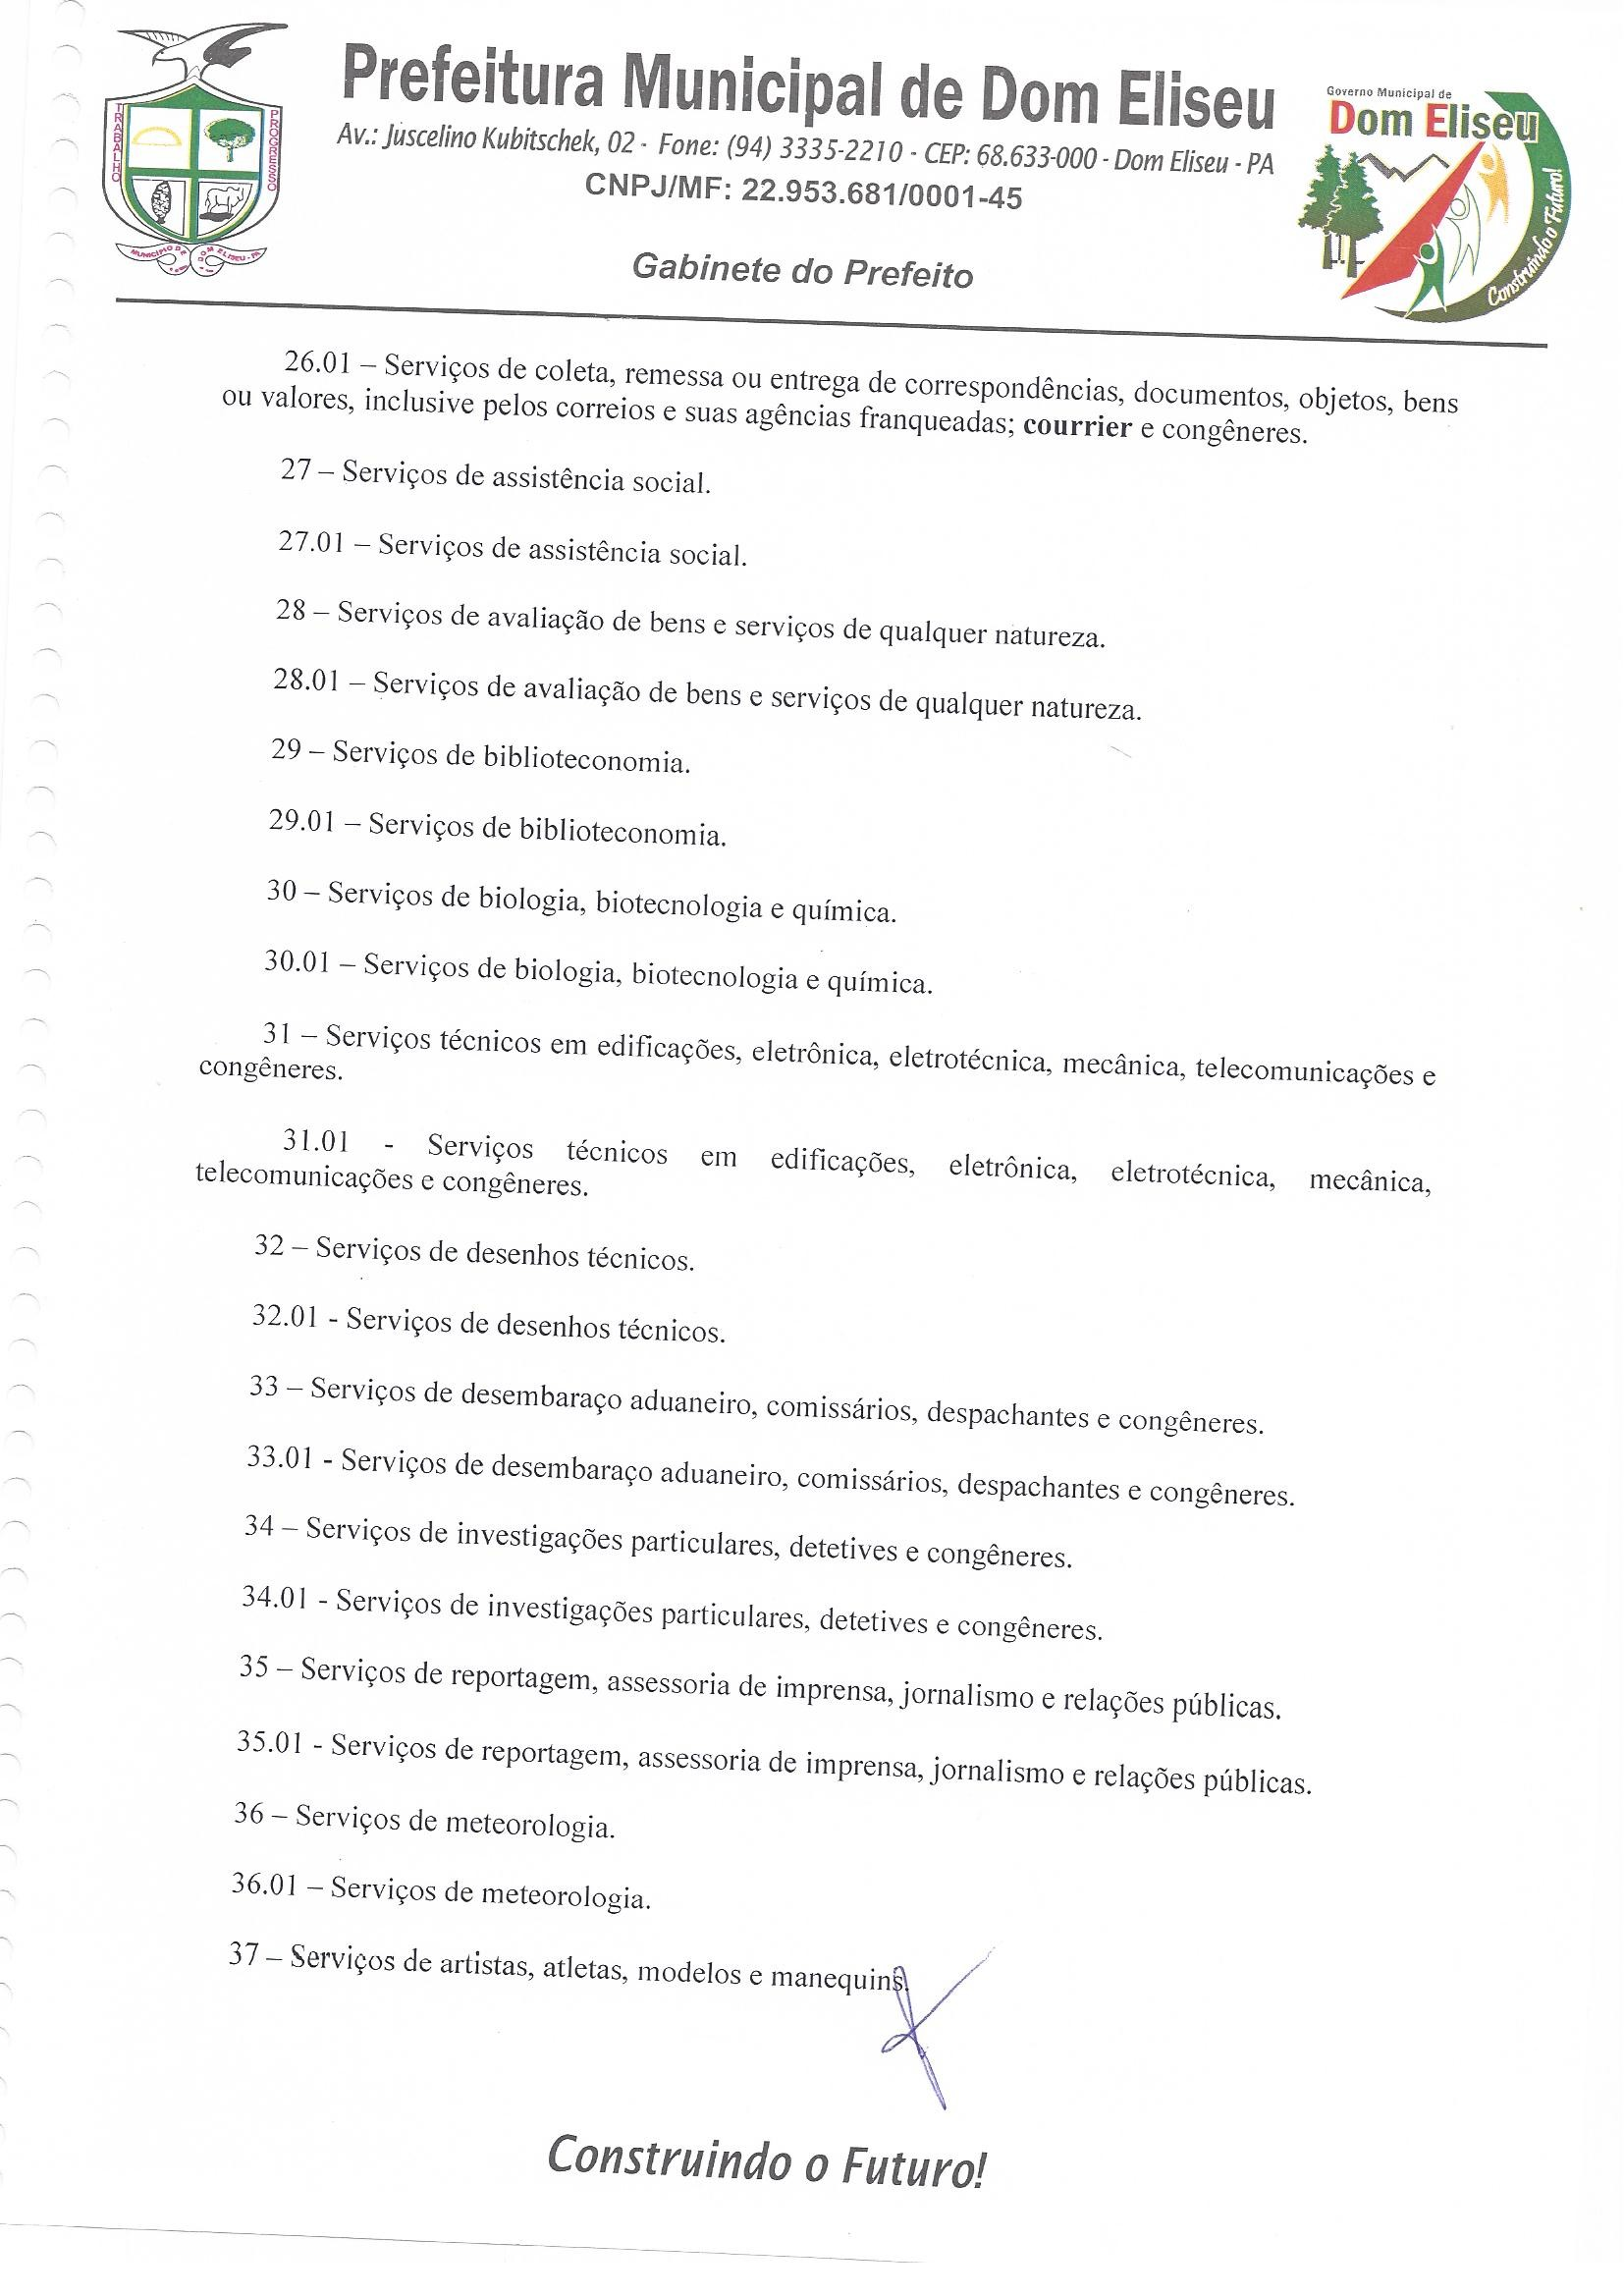 Prefeitura Municipal de Dom Eliseu
Av.: Juscelino Kubitschek, 02 - Fone: (94) 3335-2210 - CEP: 68.633-000 - Dom Eliseu - PA
CNPJ/MF: 22.953.681/0001-45
Gabinete do Prefeito
TRABALHO
PROGRESSO
MUNICIPIO DE DOM ELISEU - PA
Governo Municipal de
Dom Eliseu
Construindo o Futuro!
26.01 – Serviços de coleta, remessa ou entrega de correspondências, documentos, objetos, bens
ou valores, inclusive pelos correios e suas agências franqueadas; courrier e congêneres.
27 – Serviços de assistência social.
27.01 – Serviços de assistência social.
28 – Serviços de avaliação de bens e serviços de qualquer natureza.
28.01 – Serviços de avaliação de bens e serviços de qualquer natureza.
29 – Serviços de biblioteconomia.
29.01 – Serviços de biblioteconomia.
30 – Serviços de biologia, biotecnologia e química.
30.01 – Serviços de biologia, biotecnologia e química.
31 – Serviços técnicos em edificações, eletrônica, eletrotécnica, mecânica, telecomunicações e
congêneres.
31.01 - Serviços técnicos em edificações, eletrônica, eletrotécnica, mecânica,
telecomunicações e congêneres.
32 – Serviços de desenhos técnicos.
32.01 - Serviços de desenhos técnicos.
33 – Serviços de desembaraço aduaneiro, comissários, despachantes e congêneres.
33.01 - Serviços de desembaraço aduaneiro, comissários, despachantes e congêneres.
34 – Serviços de investigações particulares, detetives e congêneres.
34.01 - Serviços de investigações particulares, detetives e congêneres.
35 – Serviços de reportagem, assessoria de imprensa, jornalismo e relações públicas.
35.01 - Serviços de reportagem, assessoria de imprensa, jornalismo e relações públicas.
36 – Serviços de meteorologia.
36.01 – Serviços de meteorologia.
37 – Serviços de artistas, atletas, modelos e manequins.
Construindo o Futuro!